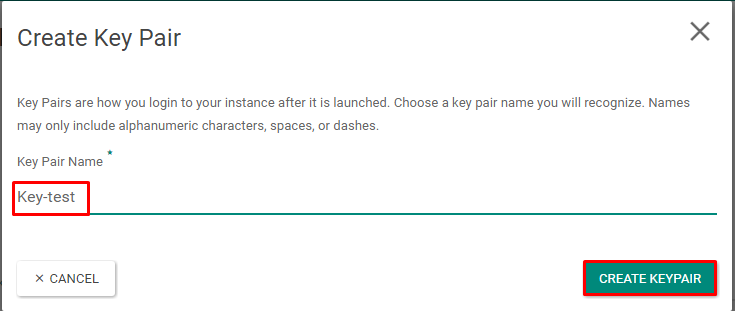 Create Key Pair
Key Pairs are how you login to your instance after it is launched. Choose a key pair name you will recognize. Names
may only include alphanumeric characters, spaces, or dashes.
Key Pair Name *
Key-test
× CANCEL
CREATE KEYPAIR